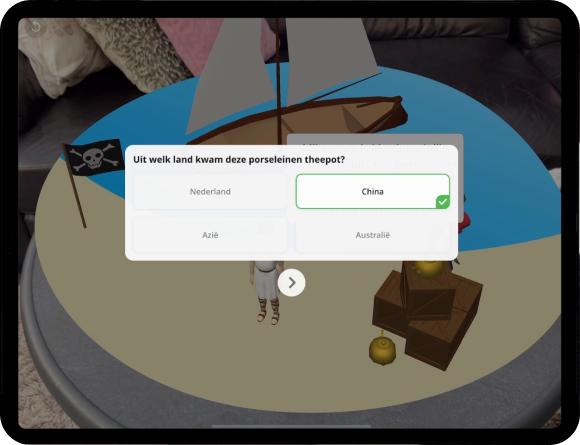 Uit welk land kwam deze porseleinen theepot?
Nederland
China
Azië
Australië